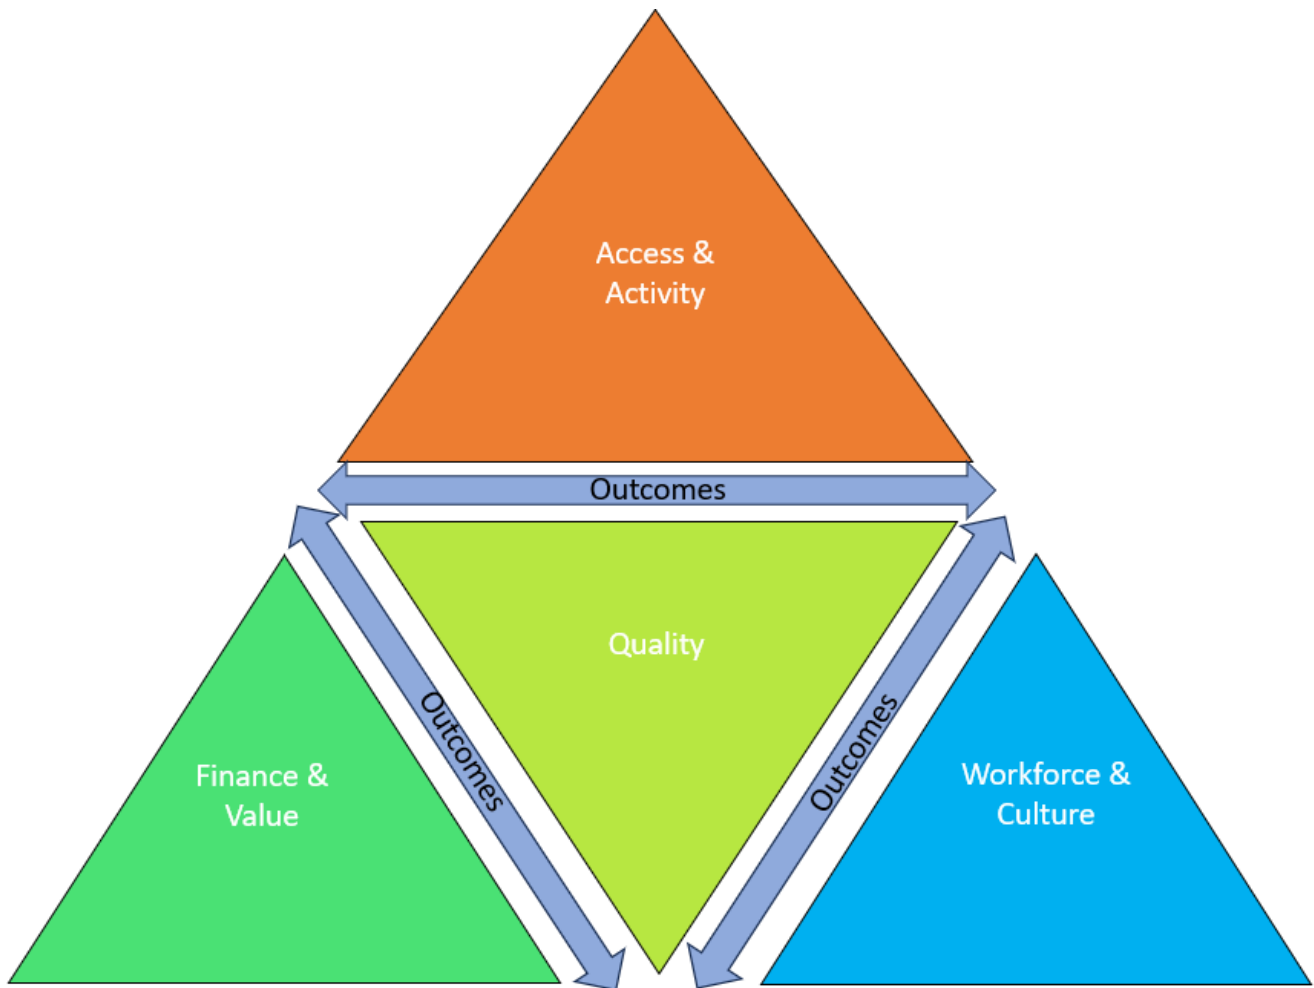 Access &
Activity
Outcomes
Quality
Outcomes
Outcomes
Finance &
Value
Workforce &
Culture